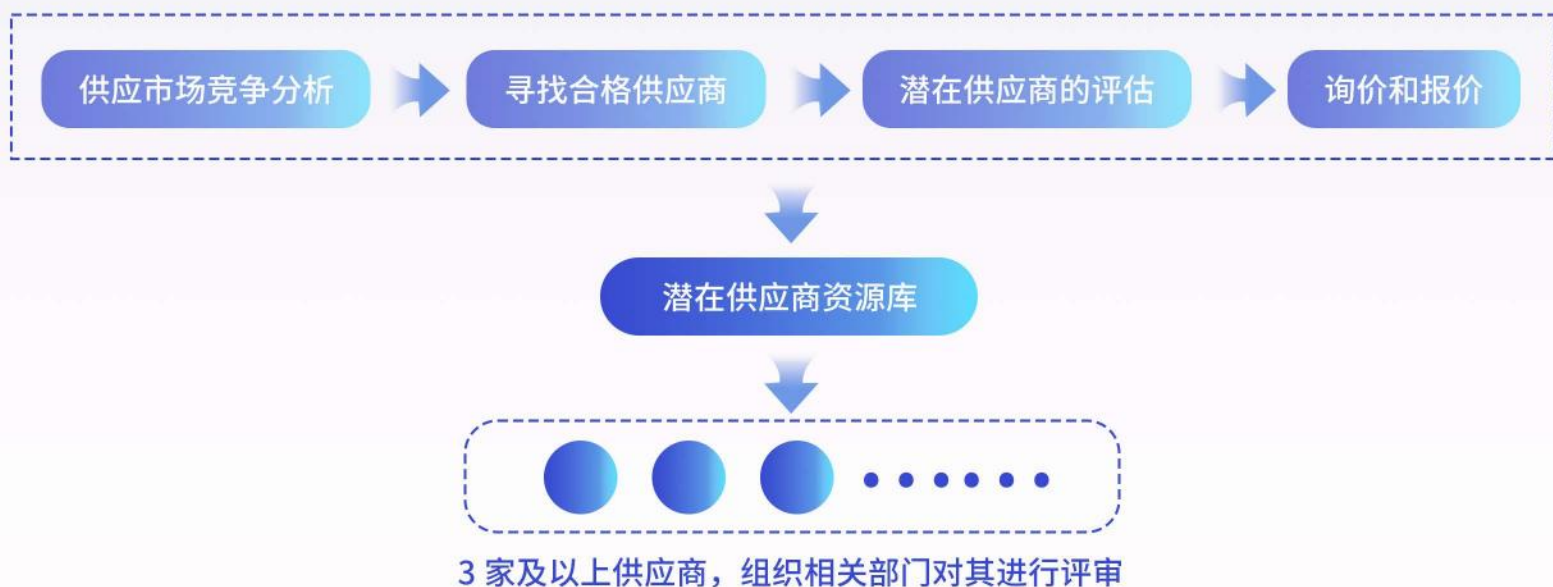 供应市场竞争分析
寻找合格供应商
潜在供应商的评估
询价和报价
潜在供应商资源库
3 家及以上供应商，组织相关部门对其进行评审